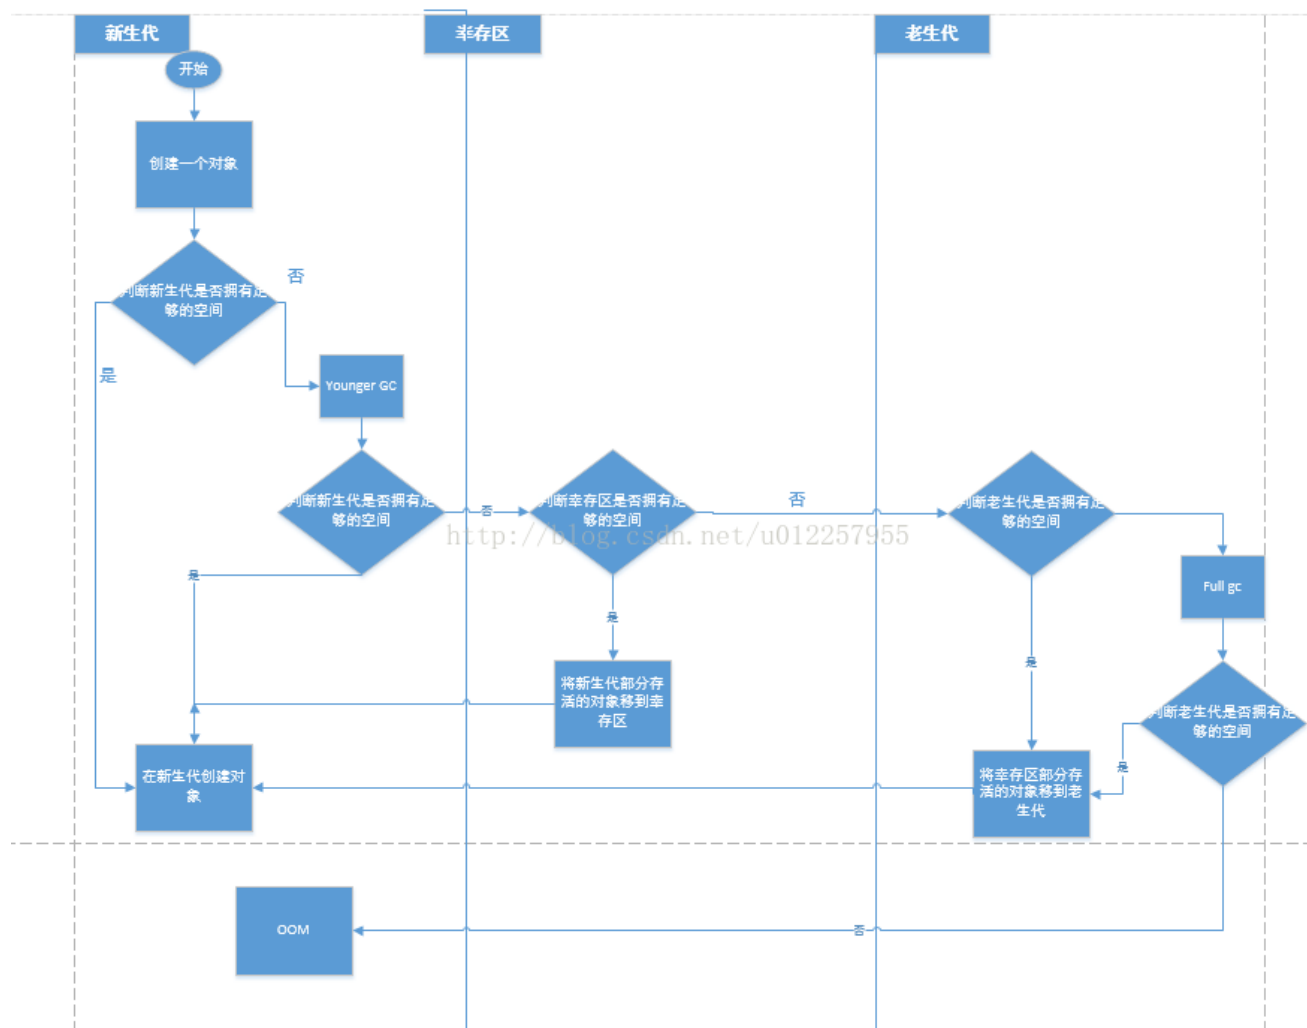 新生代
幸存区
老生代
开始
创建一个对象
否
判断新生代是否拥有足
够的空间
是
Younger GC
判断新生代是否拥有足
够的空间
否
判断幸存区是否拥有足
够的空间
否
判断老生代是否拥有足
够的空间
http://blog.csdn.net/u012257955
Full gc
是
是
将新生代部分存
活的对象移到幸
存区
是
判断老生代是否拥有足
够的空间
是
在新生代创建对
象
将幸存区部分存
活的对象移到老
生代
OOM
否